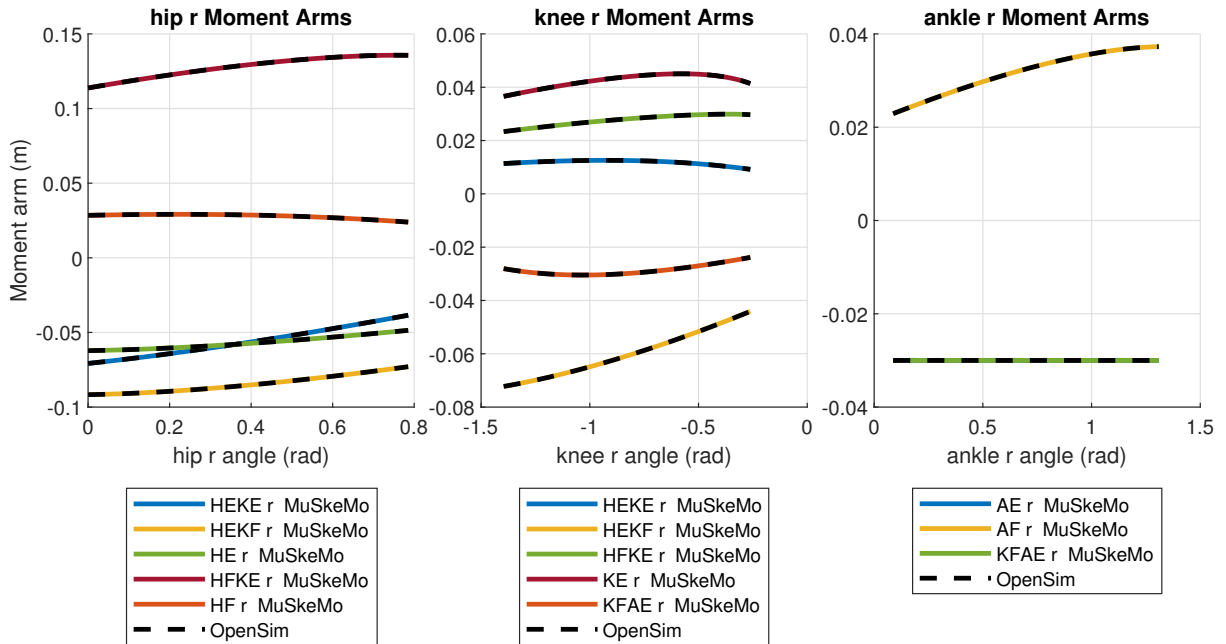 hip r Moment Arms
0.15
0.1
0.05
0
-0.05
-0.1
0
0.2
0.4
0.6
0.8
Moment arm (m)
hip r angle (rad)
HEKE r MuSkeMo
HEKF r MuSkeMo
HE r MuSkeMo
HFKE r MuSkeMo
HF r MuSkeMo
OpenSim
knee r Moment Arms
0.06
0.04
0.02
0
-0.02
-0.04
-0.06
-0.08
-1.5
-1
-0.5
0
knee r angle (rad)
HEKE r MuSkeMo
HEKF r MuSkeMo
HFKE r MuSkeMo
KE r MuSkeMo
KFAE r MuSkeMo
OpenSim
ankle r Moment Arms
0.04
0.02
0
-0.02
-0.04
0
0.5
1
1.5
ankle r angle (rad)
AE r MuSkeMo
AF r MuSkeMo
KFAE r MuSkeMo
OpenSim